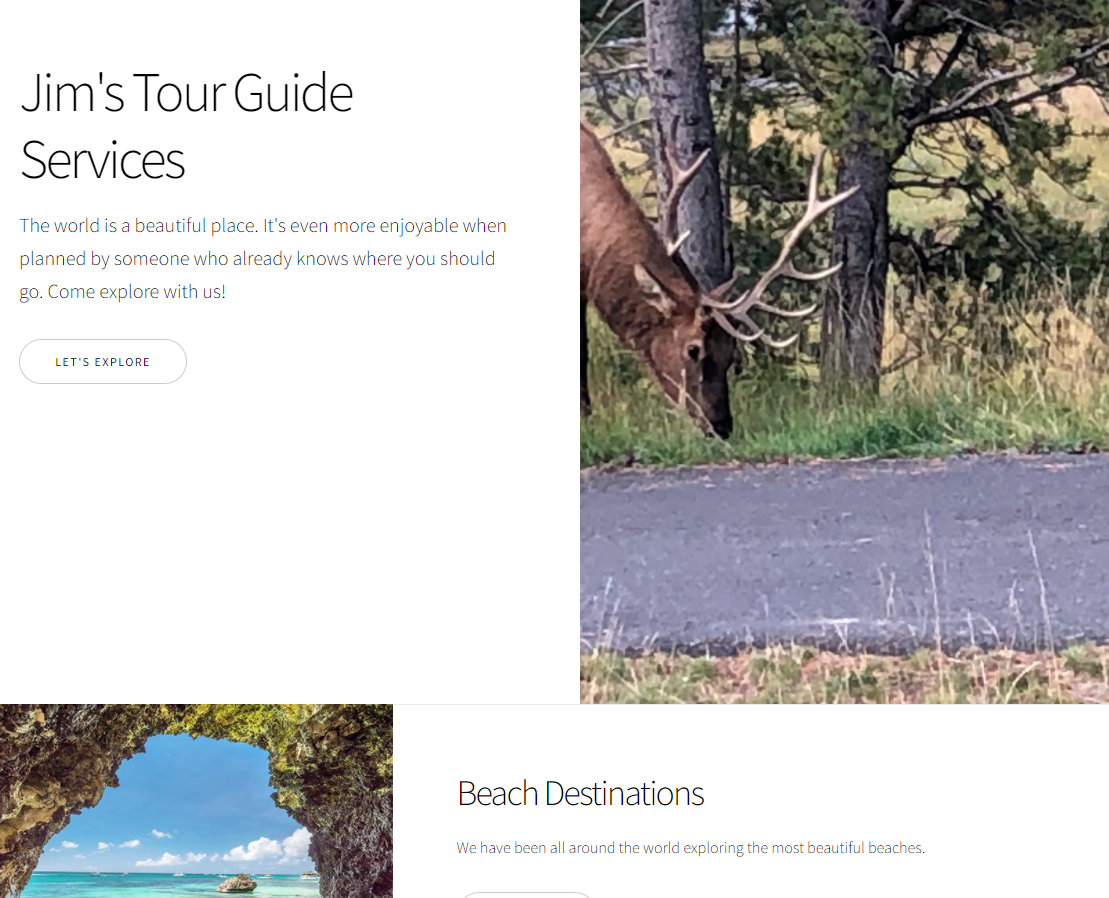 Jim's Tour Guide
Services
The world is a beautiful place. It's even more enjoyable when
planned by someone who already knows where you should
go. Come explore with us!
LET'S EXPLORE
Beach Destinations
We have been all around the world exploring the most beautiful beaches.